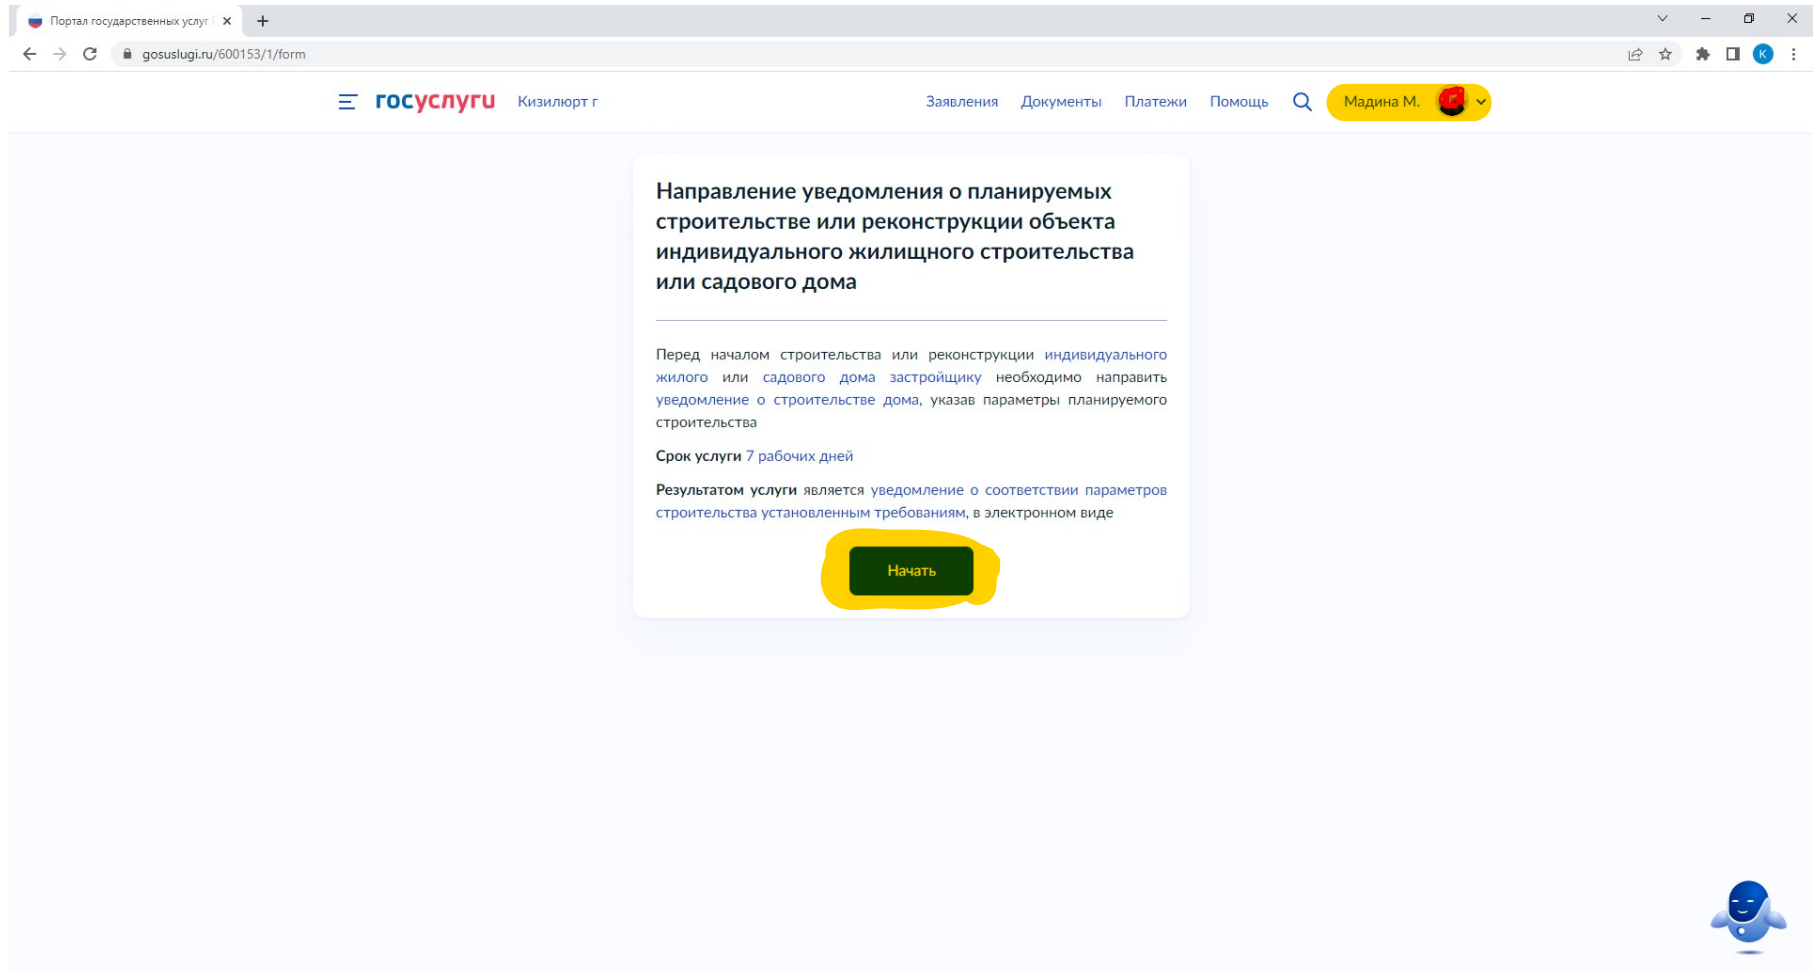 Портал государственных услуг
gosuslugi.ru/600153/1/form
K
госуслуги Кизилюрт г Заявления Документы Платежи Помощь Мадина М.
Направление уведомления о планируемых
строительстве или реконструкции объекта
индивидуального жилищного строительства
или садового дома
Перед началом строительства или реконструкции индивидуального
жилого или садового дома застройщику необходимо направить
уведомление о строительстве дома, указав параметры планируемого
строительства
Срок услуги 7 рабочих дней
Результатом услуги является уведомление о соответствии параметров
строительства установленным требованиям, в электронном виде
Начать